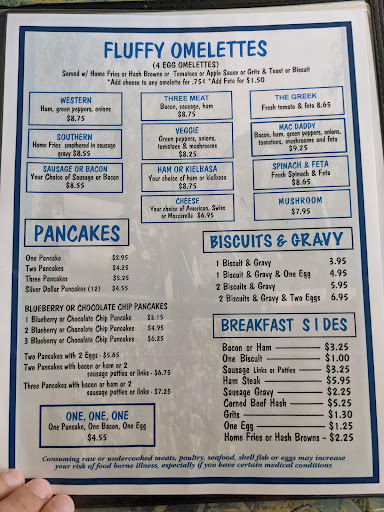 FLUFFY OMELETTES
(4 EGG OMELETTES)
Served w/ Home Fries or Hash Browns or Tomatoes or Apple Sauce or Grits & Toast or Biscuit
*Add cheese to any omelette for .75¢ *Add Feta for $1.50
WESTERN
Ham, green peppers, onions
$8.75
THREE MEAT
Bacon, sausage, ham
$8.75
THE GREEK
Fresh tomato & feta 8.65
SOUTHERN
Home Fries smothered in sausage
gravy $8.55
VEGGIE
Green peppers, onions,
tomatoes & mushrooms
$8.25
MAC DADDY
Bacon, ham, green peppers, onions,
tomatoes, mushrooms and feta
$9.25
SAUSAGE OR BACON
Your Choice of Sausage or Bacon
$8.55
HAM OR KIELBASA
Your choice of ham or kielbasa
$8.75
SPINACH & FETA
Fresh Spinach & Feta
$8.65
CHEESE
Your choice of American, Swiss
or Mozzarella $6.95
MUSHROOM
$7.95
PANCAKES
One Pancake $2.95
Two Pancakes $4.25
Three Pancakes $5.25
Silver Dollar Pancakes (12) $4.55
BLUEBERRY OR CHOCOLATE CHIP PANCAKES
1 Blueberry or Chocolate Chip Pancake $3.15
2 Blueberry or Chocolate Chip Pancakes $4.95
3 Blueberry or Chocolate Chip Pancakes $6.25
Two Pancakes with 2 Eggs - $5.65
Two Pancakes with bacon or ham or 2
sausage patties or links - $6.75
Three Pancakes with bacon or ham or 2
sausage patties or links - $7.25
ONE, ONE, ONE
One Pancake, One Bacon, One Egg
$4.55
BISCUITS & GRAVY
1 Biscuit & Gravy 3.95
1 Biscuit & Gravy & One Egg 4.95
2 Biscuits & Gravy 5.95
2 Biscuits & Gravy & Two Eggs 6.95
BREAKFAST SIDES
Bacon or Ham $3.25
One Biscuit $1.00
Sausage Links or Patties $3.25
Ham Steak $5.95
Sausage Gravy $2.25
Corned Beef Hash $5.25
Grits $1.30
One Egg $1.25
Home Fries or Hash Browns - $2.25
Consuming raw or undercooked meats, poultry, seafood, shell fish or eggs may increase
your risk of food borne illness, especially if you have certain medical conditions